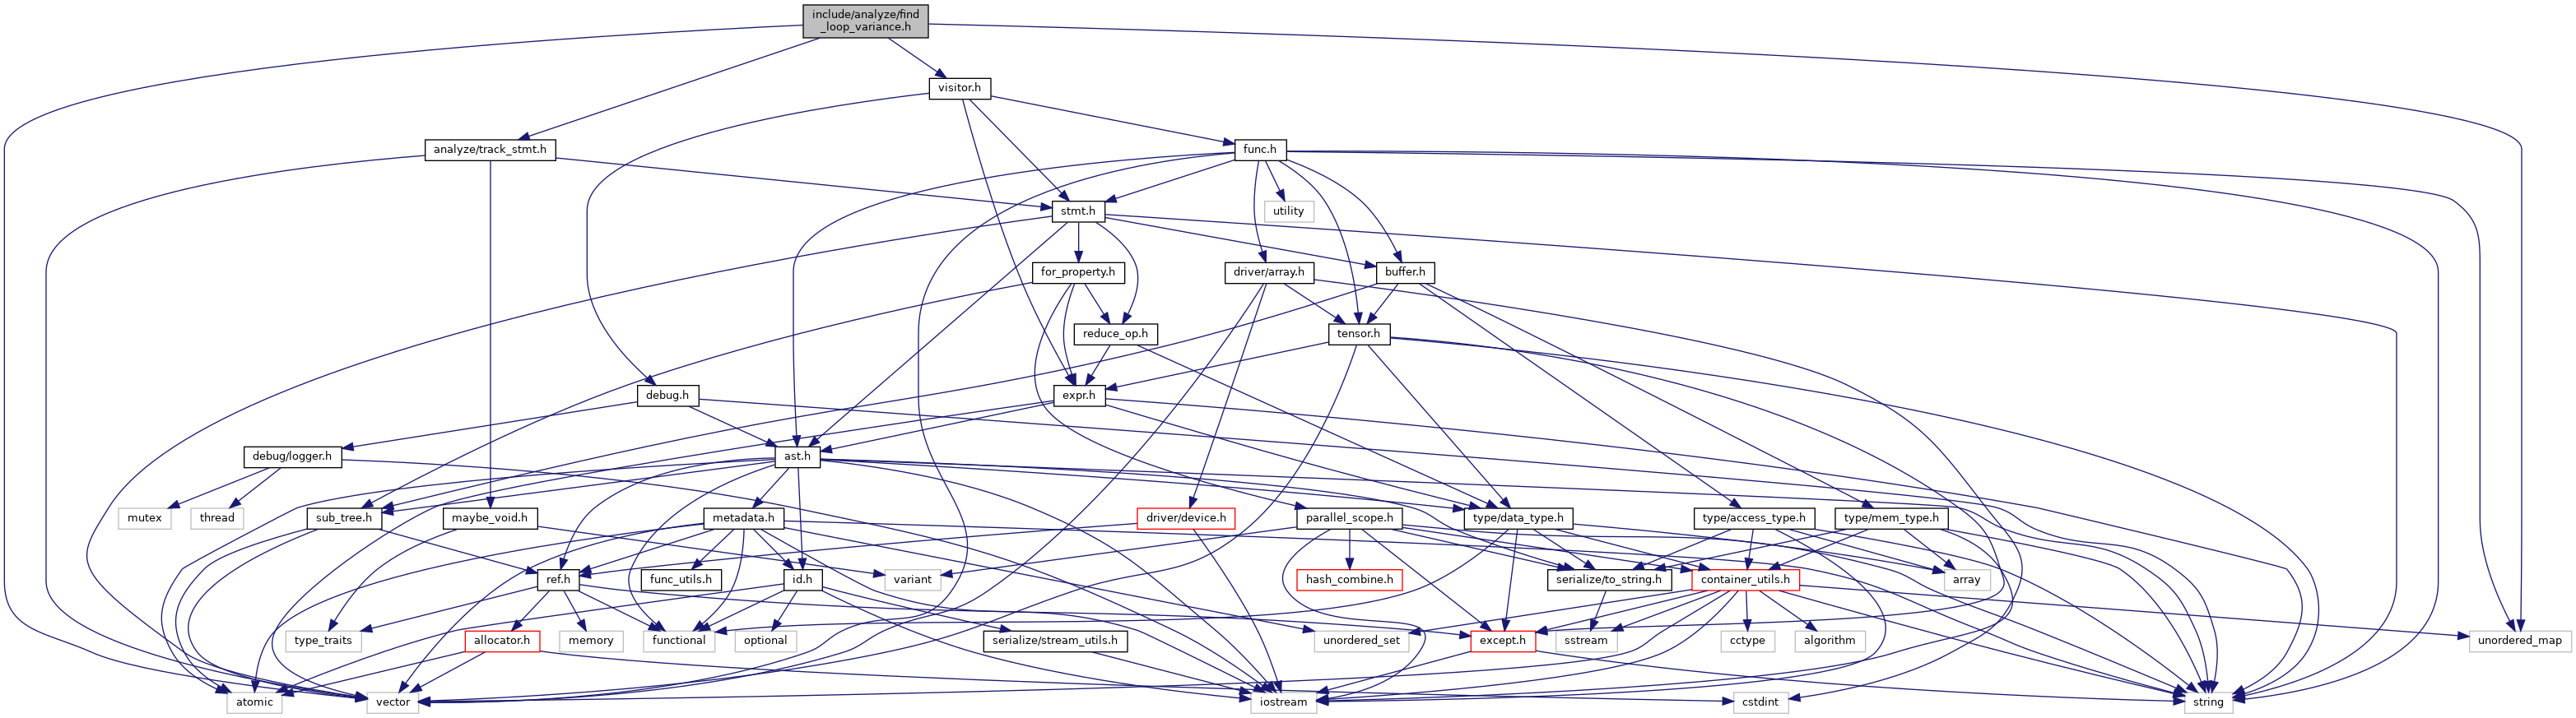 include/analyze/find
_loop_variance.h
visitor.h
analyze/track_stmt.h
func.h
stmt.h
utility
for_property.h
driver/array.h
buffer.h
reduce_op.h
tensor.h
debug.h
expr.h
debug/logger.h
ast.h
mutex
thread
sub_tree.h
maybe_void.h
metadata.h
driver/device.h
parallel_scope.h
type/data_type.h
type/access_type.h
type/mem_type.h
ref.h
func_utils.h
id.h
variant
hash_combine.h
serialize/to_string.h
container_utils.h
array
type_traits
allocator.h
memory
functional
optional
serialize/stream_utils.h
unordered_set
except.h
sstream
cctype
algorithm
unordered_map
atomic
vector
iostream
cstdint
string